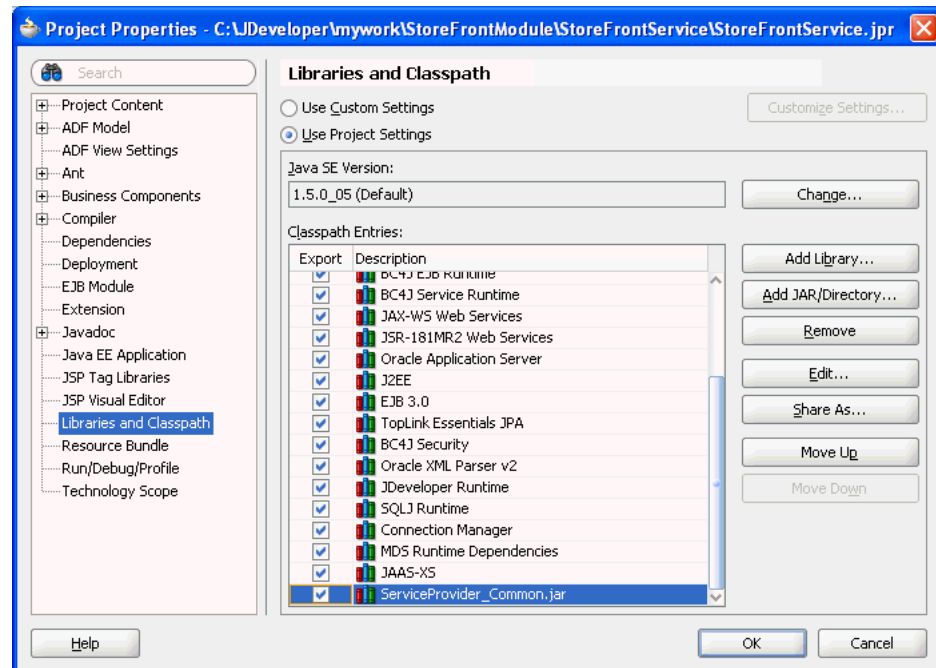 Project Properties - C:\JDeveloper\mywork\StoreFrontModule\StoreFrontService\StoreFrontService.jpr
Search
Project Content
ADF Model
ADF View Settings
Ant
Business Components
Compiler
Dependencies
Deployment
EJB Module
Extension
Javadoc
Java EE Application
JSP Tag Libraries
JSP Visual Editor
Libraries and Classpath
Resource Bundle
Run/Debug/Profile
Technology Scope
Libraries and Classpath
Use Custom Settings
Customize Settings...
Use Project Settings
Java SE Version:
1.5.0_05 (Default)
Change...
Classpath Entries:
Export Description
BC4J EJB Runtime
BC4J Service Runtime
JAX-WS Web Services
JSR-181MR2 Web Services
Oracle Application Server
J2EE
EJB 3.0
TopLink Essentials JPA
BC4J Security
Oracle XML Parser v2
JDeveloper Runtime
SQLJ Runtime
Connection Manager
MDS Runtime Dependencies
JAAS-XS
ServiceProvider_Common.jar
Add Library...
Add JAR/Directory...
Remove
Edit...
Share As...
Move Up
Move Down
Help
OK
Cancel